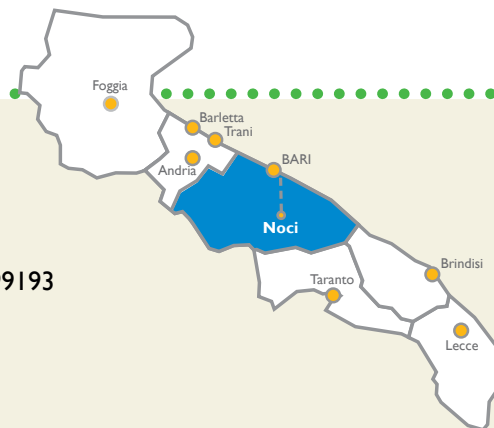 Foggia
Barletta
Trani
Andria
BARI
Noci
Brindisi
9193
Taranto
Lecce